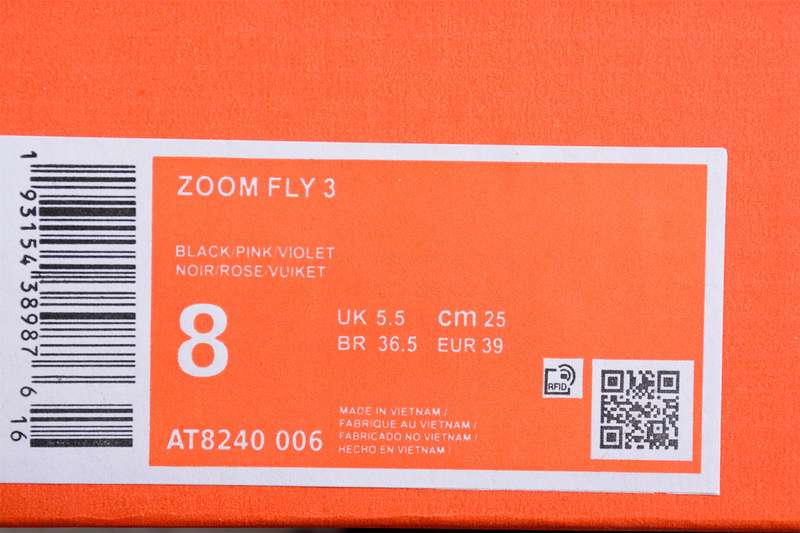 ZOOM FLY 3
BLACK/PINK/VIOLET
NOIR/ROSE/VUIKET
8
UK 5.5 cm 25
BR 36.5 EUR 39
RFID
AT8240 006
MADE IN VIETNAM /
FABRIQUE AU VIETNAM /
FABRICADO NO VIETNAM /
HECHO EN VIETNAM /
1 93154 38987 6 16